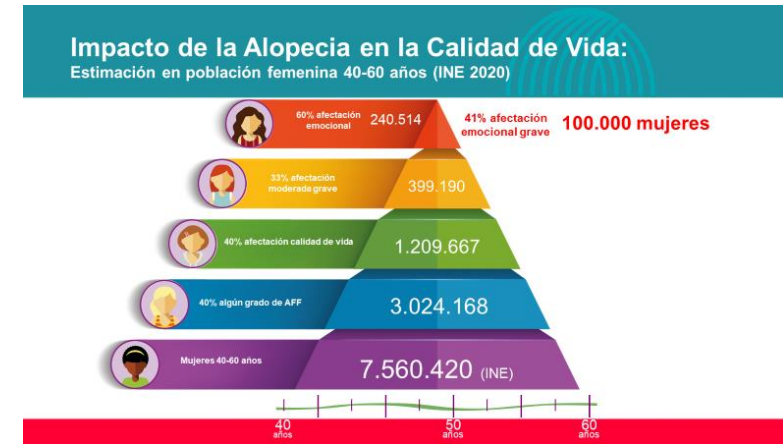 Impacto de la Alopecia en la Calidad de Vida:
Estimación en población femenina 40-60 años (INE 2020)
60% afectación
emocional
240.514
41% afectación
emocional grave
100.000 mujeres
33% afectación
moderada grave
399.190
40% afectación calidad de vida
1.209.667
40% algún grado de AFF
3.024.168
Mujeres 40-60 años
7.560.420 (INE)
40
años
50
años
60
años